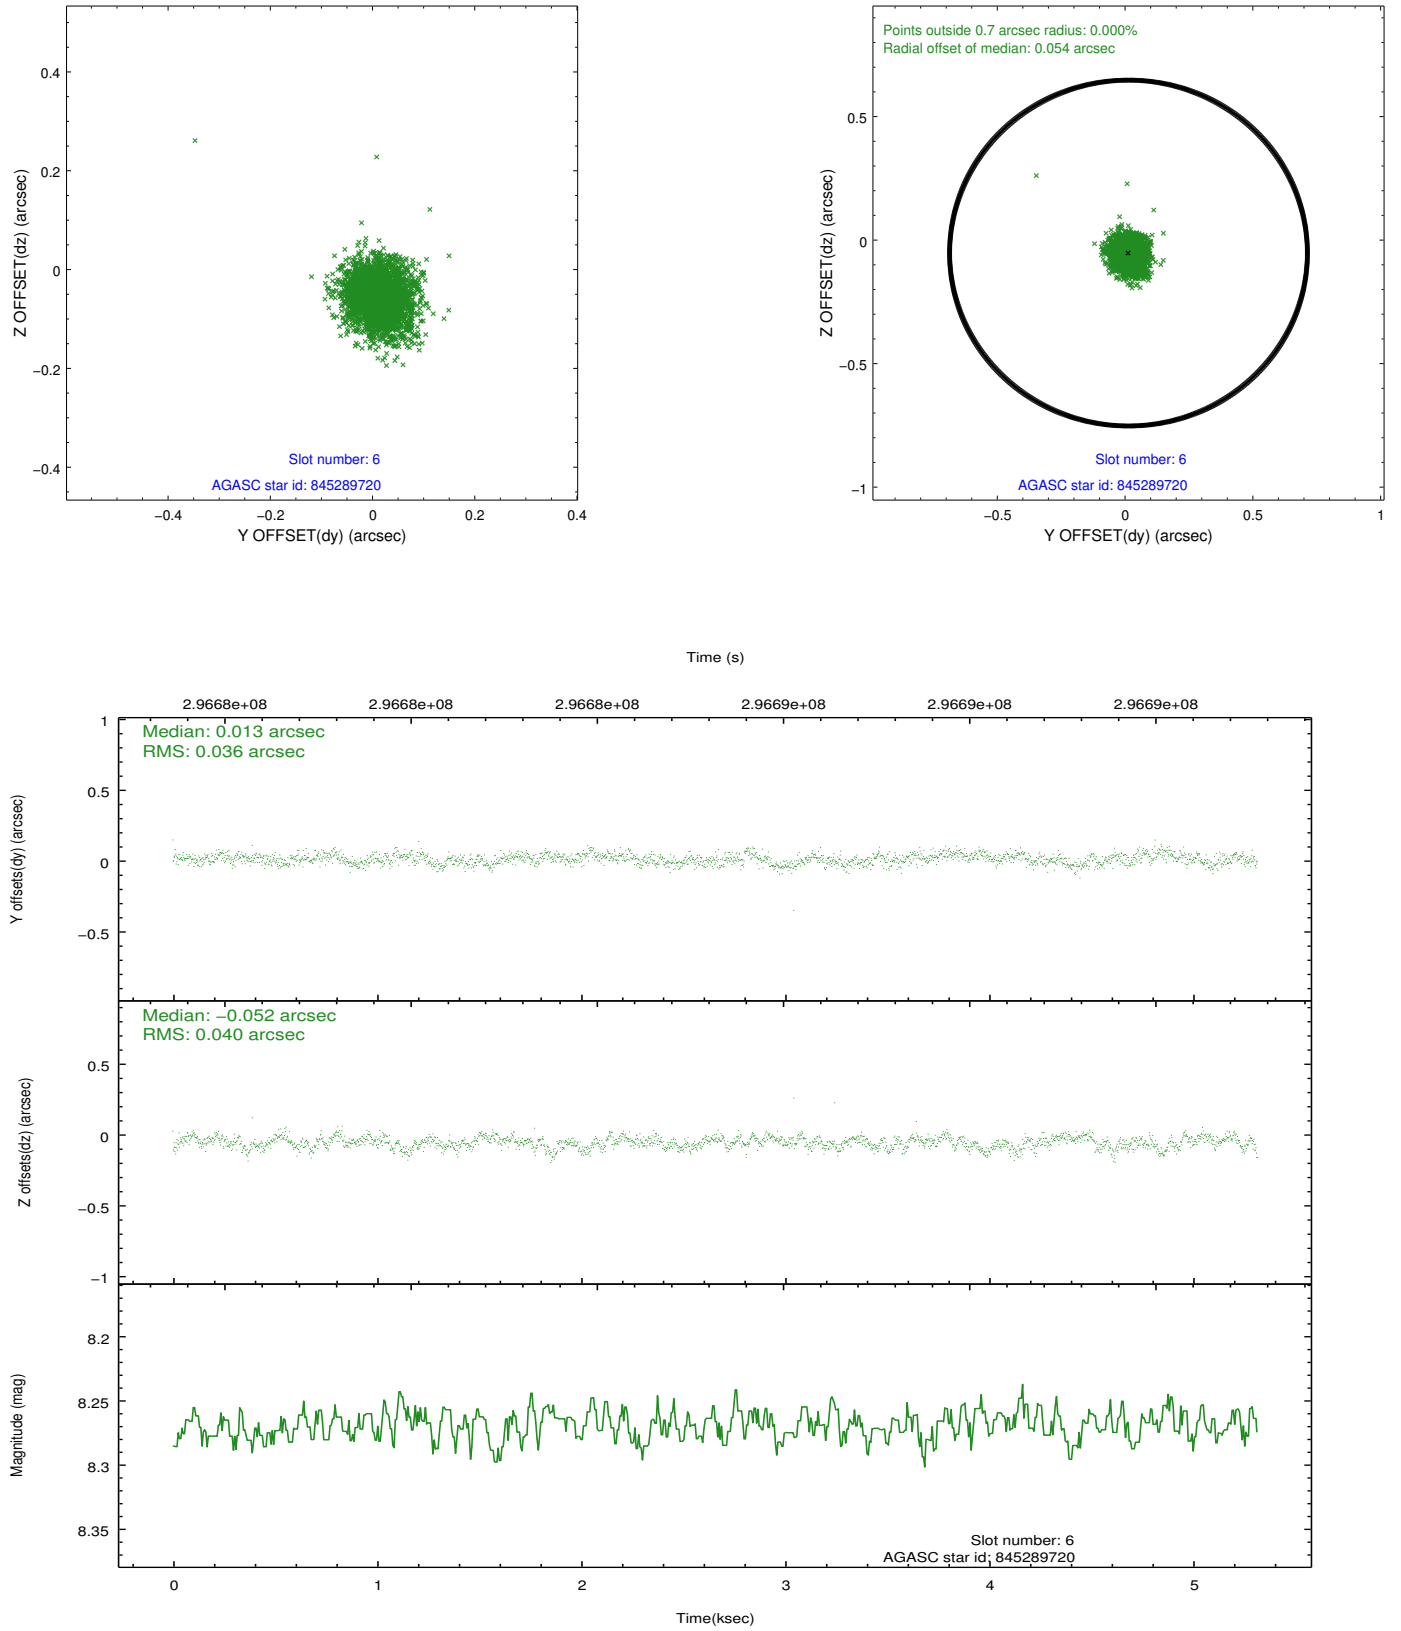 0.4
0.2
0
−0.2
−0.4
Z OFFSET(dz) (arcsec)
Slot number: 6
AGASC star id: 845289720
−0.4 −0.2 0 0.2 0.4
Y OFFSET(dy) (arcsec)
Points outside 0.7 arcsec radius: 0.000%
Radial offset of median: 0.054 arcsec
0.5
0
−0.5
−1
Z OFFSET(dz) (arcsec)
Slot number: 6
AGASC star id: 845289720
−0.5 0 0.5 1
Y OFFSET(dy) (arcsec)
Time (s)
2.9668e+08 2.9668e+08 2.9668e+08 2.9669e+08 2.9669e+08 2.9669e+08
Median: 0.013 arcsec
RMS: 0.036 arcsec
1
0.5
0
−0.5
Y offsets(dy) (arcsec)
Median: −0.052 arcsec
RMS: 0.040 arcsec
0.5
0
−0.5
−1
Z offsets(dz) (arcsec)
8.2
8.25
8.3
8.35
Magnitude (mag)
Slot number: 6
AGASC star id: 845289720
0 1 2 3 4 5
Time(ksec)